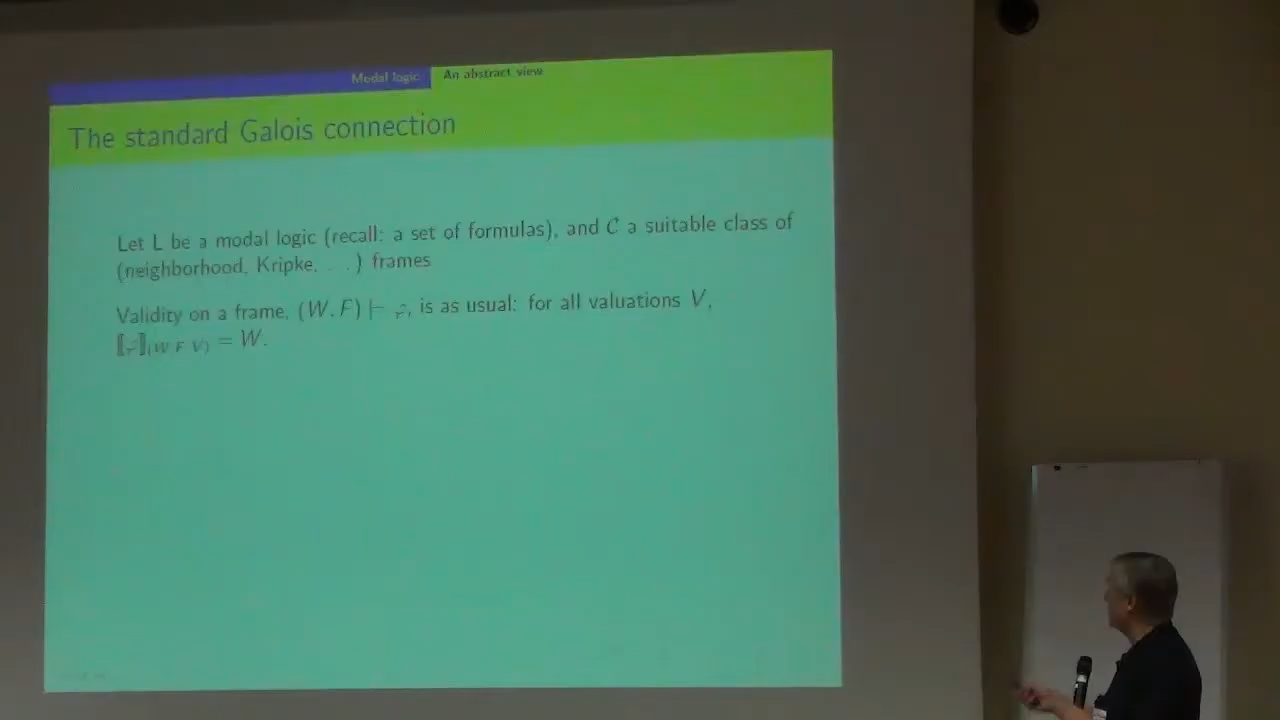 Modal logic An abstract view
The standard Galois connection
Let L be a modal logic (recall: a set of formulas), and C a suitable class of
(neighborhood, Kripke, . . .) frames
Validity on a frame, (W, F) ⊢ is as usual: for all valuations V,
⟦ ⟧(W,F,V) = W.